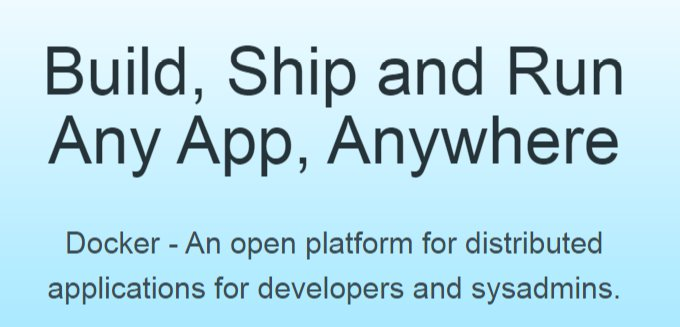 Build, Ship and Run
Any App, Anywhere
Docker - An open platform for distributed
applications for developers and sysadmins.